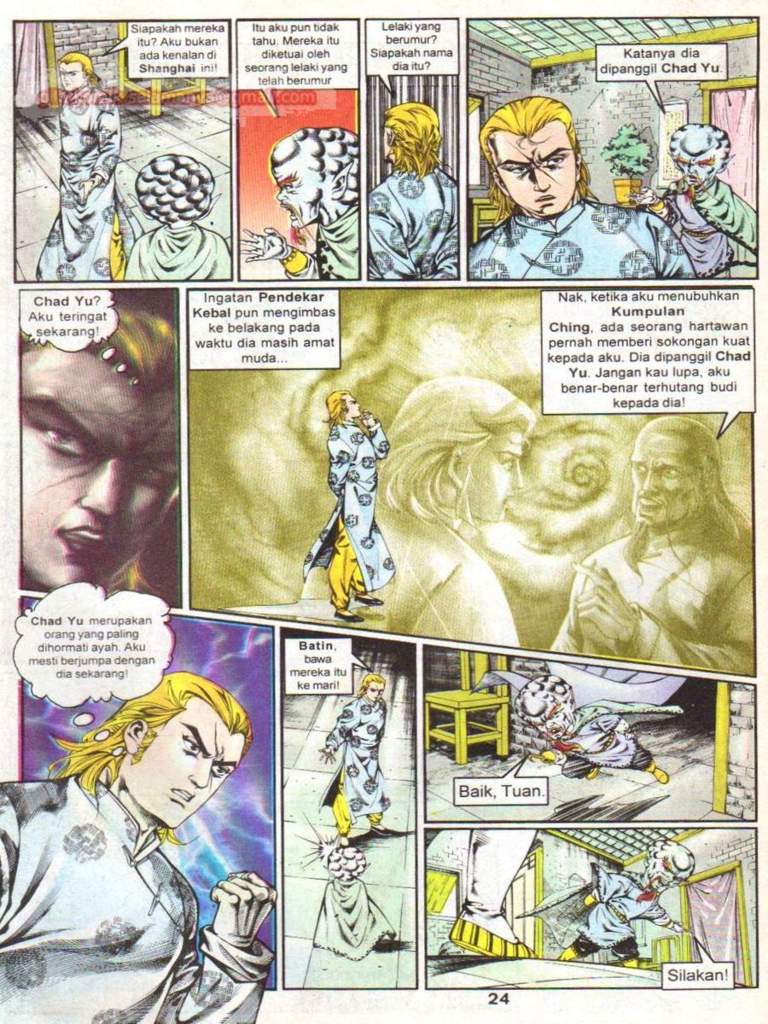 Siapakah mereka
itu? Aku bukan
ada kenalan di
Shanghai ini!
Itu aku pun tidak
tahu. Mereka itu
diketuai oleh
seorang lelaki yang
telah berumur
Lelaki yang
berumur?
Siapakah nama
dia itu?
Katanya dia
dipanggil Chad Yu.
Chad Yu?
Aku teringat
sekarang!
Ingatan Pendekar
Kebal pun mengimbas
ke belakang pada
waktu dia masih amat
muda...
Nak, ketika aku menubuhkan
Kumpulan
Ching, ada seorang hartawan
pernah memberi sokongan kuat
kepada aku. Dia dipanggil Chad
Yu. Jangan kau lupa, aku
benar-benar terhutang budi
kepada dia!
Chad Yu merupakan
orang yang paling
dihormati ayah. Aku
mesti berjumpa dengan
dia sekarang!
Batin,
bawa
mereka itu
ke mari!
Baik, Tuan.
Silakan!
24